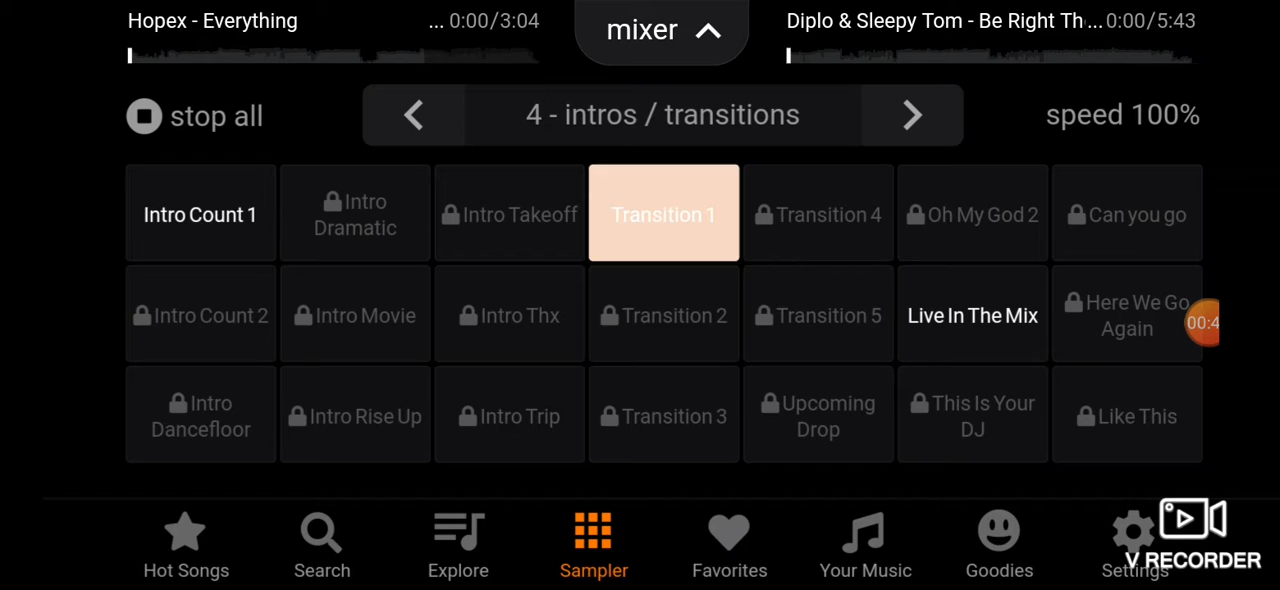 Hopex - Everything ... 0:00/3:04
mixer
Diplo & Sleepy Tom - Be Right Th... 0:00/5:43
stop all
4 - intros / transitions
speed 100%
Intro Count 1
Intro
Dramatic
Intro Takeoff
Transition 1
Transition 4
Oh My God 2
Can you go
Intro Count 2
Intro Movie
Intro Thx
Transition 2
Transition 5
Live In The Mix
Here We Go
Again
00:4
Intro
Dancefloor
Intro Rise Up
Intro Trip
Transition 3
Upcoming
Drop
This Is Your
DJ
Like This
Hot Songs
Search
Explore
Sampler
Favorites
Your Music
Goodies
Settings
V RECORDER